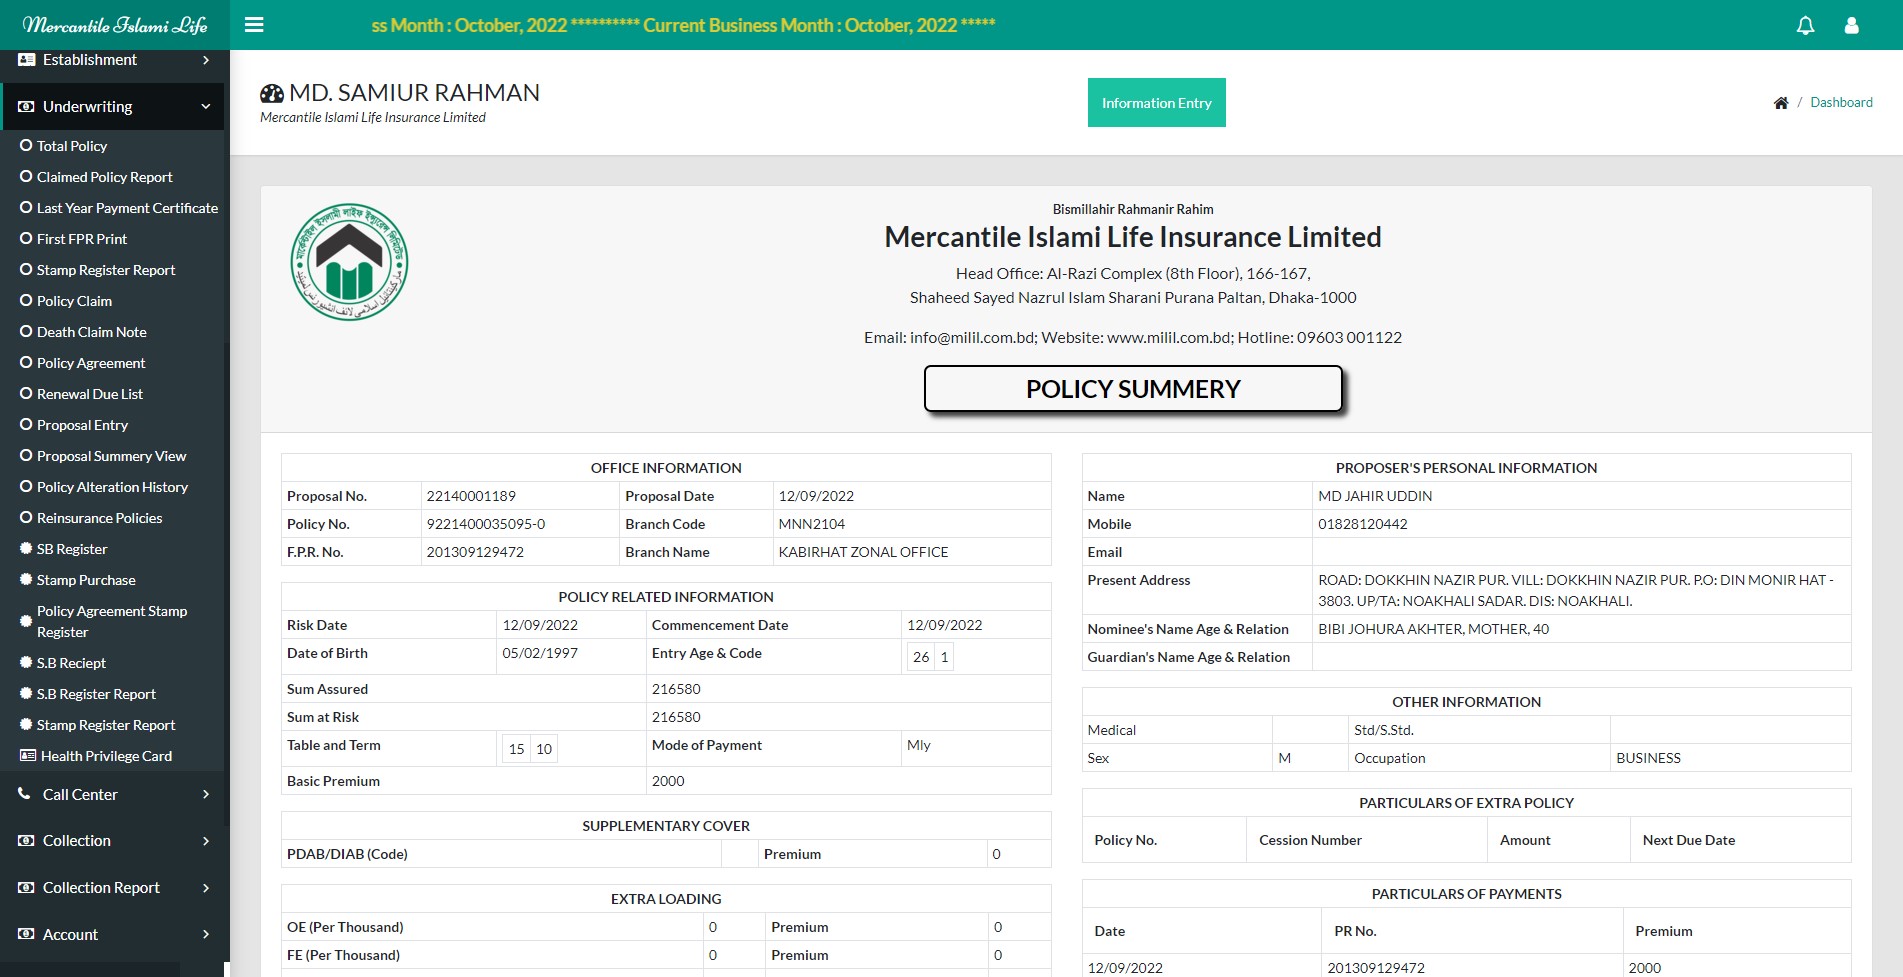 Mercantile Islami Life
ss Month : October, 2022 ********** Current Business Month : October, 2022 *****
Establishment
Underwriting
Total Policy
Claimed Policy Report
Last Year Payment Certificate
First FPR Print
Stamp Register Report
Policy Claim
Death Claim Note
Policy Agreement
Renewal Due List
Proposal Entry
Proposal Summery View
Policy Alteration History
Reinsurance Policies
SB Register
Stamp Purchase
Policy Agreement Stamp
Register
S.B Reciept
S.B Register Report
Stamp Register Report
Health Privilege Card
Call Center
Collection
Collection Report
Account
MD. SAMIUR RAHMAN
Mercantile Islami Life Insurance Limited
Information Entry
/ Dashboard
মার্কেন্টাইল ইসলামী লাইফ ইন্স্যুরেন্স লিমিটেড
Bismillahir Rahmanir Rahim
Mercantile Islami Life Insurance Limited
Head Office: Al-Razi Complex (8th Floor), 166-167,
Shaheed Sayed Nazrul Islam Sharani Purana Paltan, Dhaka-1000
Email: info@milil.com.bd; Website: www.milil.com.bd; Hotline: 09603 001122
POLICY SUMMERY
OFFICE INFORMATION
Proposal No. 22140001189 Proposal Date 12/09/2022
Policy No. 9221400035095-0 Branch Code MNN2104
F.P.R. No. 201309129472 Branch Name KABIRHAT ZONAL OFFICE
POLICY RELATED INFORMATION
Risk Date 12/09/2022 Commencement Date 12/09/2022
Date of Birth 05/02/1997 Entry Age & Code 26 1
Sum Assured 216580
Sum at Risk 216580
Table and Term 15 10 Mode of Payment Mly
Basic Premium 2000
SUPPLEMENTARY COVER
PDAB/DIAB (Code) Premium 0
EXTRA LOADING
OE (Per Thousand) 0 Premium 0
FE (Per Thousand) 0 Premium 0
PROPOSER'S PERSONAL INFORMATION
Name MD JAHIR UDDIN
Mobile 01828120442
Email
Present Address ROAD: DOKKHIN NAZIR PUR. VILL: DOKKHIN NAZIR PUR. P.O: DIN MONIR HAT -
3803. UP/TA: NOAKHALI SADAR. DIS: NOAKHALI.
Nominee's Name Age & Relation BIBI JOHURA AKHTER, MOTHER, 40
Guardian's Name Age & Relation
OTHER INFORMATION
Medical Std/S.Std.
Sex M Occupation BUSINESS
PARTICULARS OF EXTRA POLICY
Policy No. Cession Number Amount Next Due Date
PARTICULARS OF PAYMENTS
Date PR No. Premium
12/09/2022 201309129472 2000